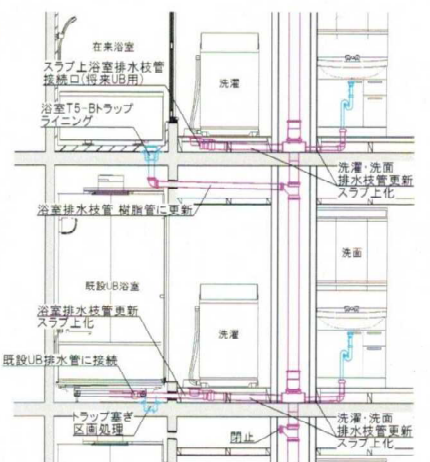 在来浴室
スラブ上浴室排水枝管
接続口(将来UB用)
洗濯
浴室T5-Bトラップ
ライニング
洗濯・洗面
排水枝管更新
スラブ上化
浴室排水枝管 樹脂管に更新
既設UB浴室
洗面
浴室排水枝管更新
スラブ上化
洗濯
既設UB排水管に接続
トラップ塞ぎ
区画処理
閉止
洗濯・洗面
排水枝管更新
スラブ上化